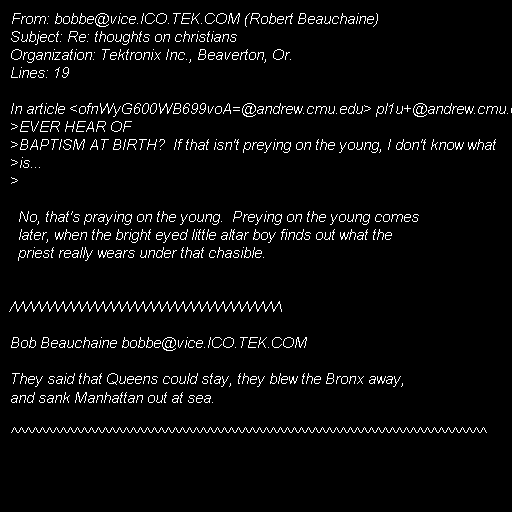 From: bobbe@vice.ICO.TEK.COM (Robert Beauchaine)
Subject: Re: thoughts on christians
Organization: Tektronix Inc., Beaverton, Or.
Lines: 19
In article <ofnWyG600WB699voA=@andrew.cmu.edu> pl1u+@andrew.cmu.e
>EVER HEAR OF
>BAPTISM AT BIRTH?  If that isn't preying on the young, I don't know what
>is...
>
No, that's praying on the young.  Preying on the young comes
later, when the bright eyed little altar boy finds out what the
priest really wears under that chasible.
/\/\/\/\/\/\/\/\/\/\/\/\/\/\/\/\/\/\/\/\/\/\/\/\/\/\/\/\/\/\/\/\/\
Bob Beauchaine bobbe@vice.ICO.TEK.COM
They said that Queens could stay, they blew the Bronx away,
and sank Manhattan out at sea.
^^^^^^^^^^^^^^^^^^^^^^^^^^^^^^^^^^^^^^^^^^^^^^^^^^^^^^^^^^^^^^^^^^^^